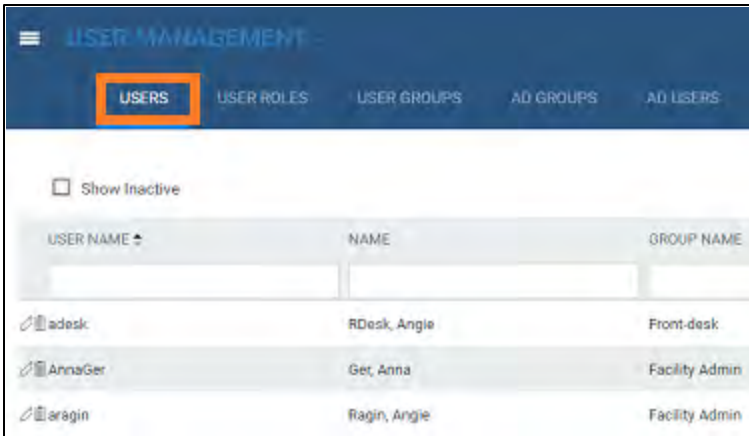 USER MANAGEMENT
USERS USER ROLES USER GROUPS AD GROUPS AD USERS
Show Inactive
USER NAME NAME GROUP NAME
adesk RDesk, Angie Front-desk
AnnaGer Ger, Anna Facility Admin
aragin Ragin, Angie Facility Admin